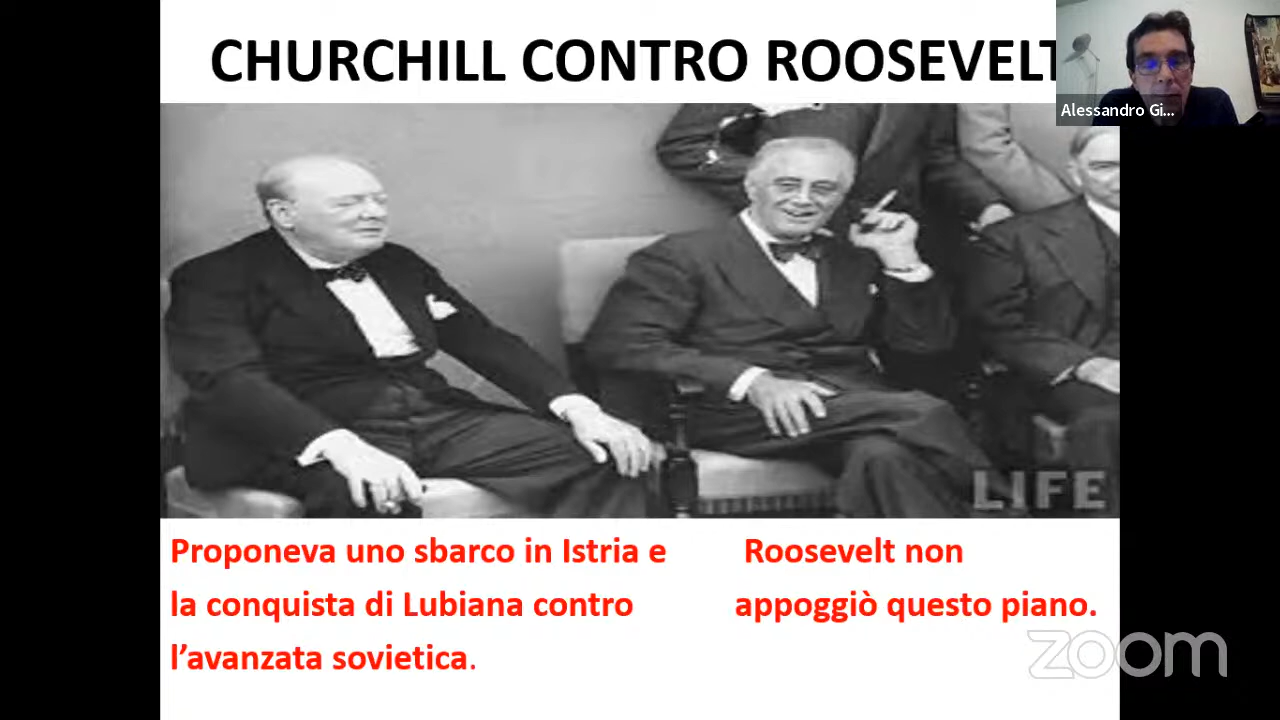 CHURCHILL CONTRO ROOSEVELT
Alessandro Gi...
LIFE
Proponeva uno sbarco in Istria e
la conquista di Lubiana contro
l’avanzata sovietica.
Roosevelt non
appoggiò questo piano.
zoom